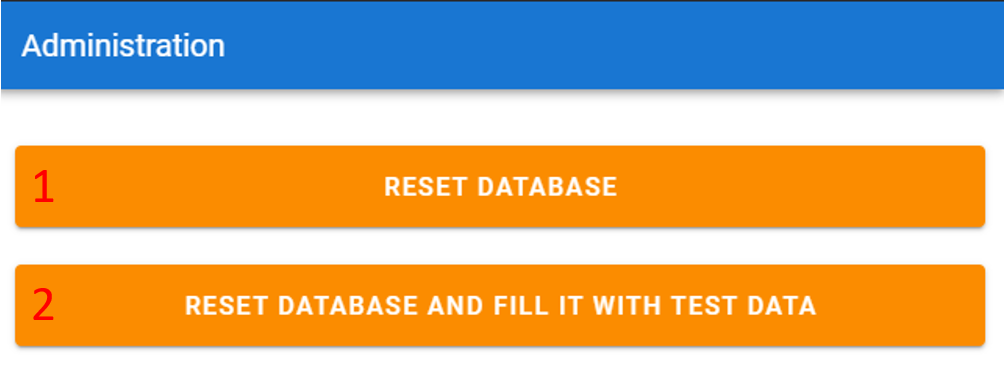 Administration
1 RESET DATABASE
2 RESET DATABASE AND FILL IT WITH TEST DATA